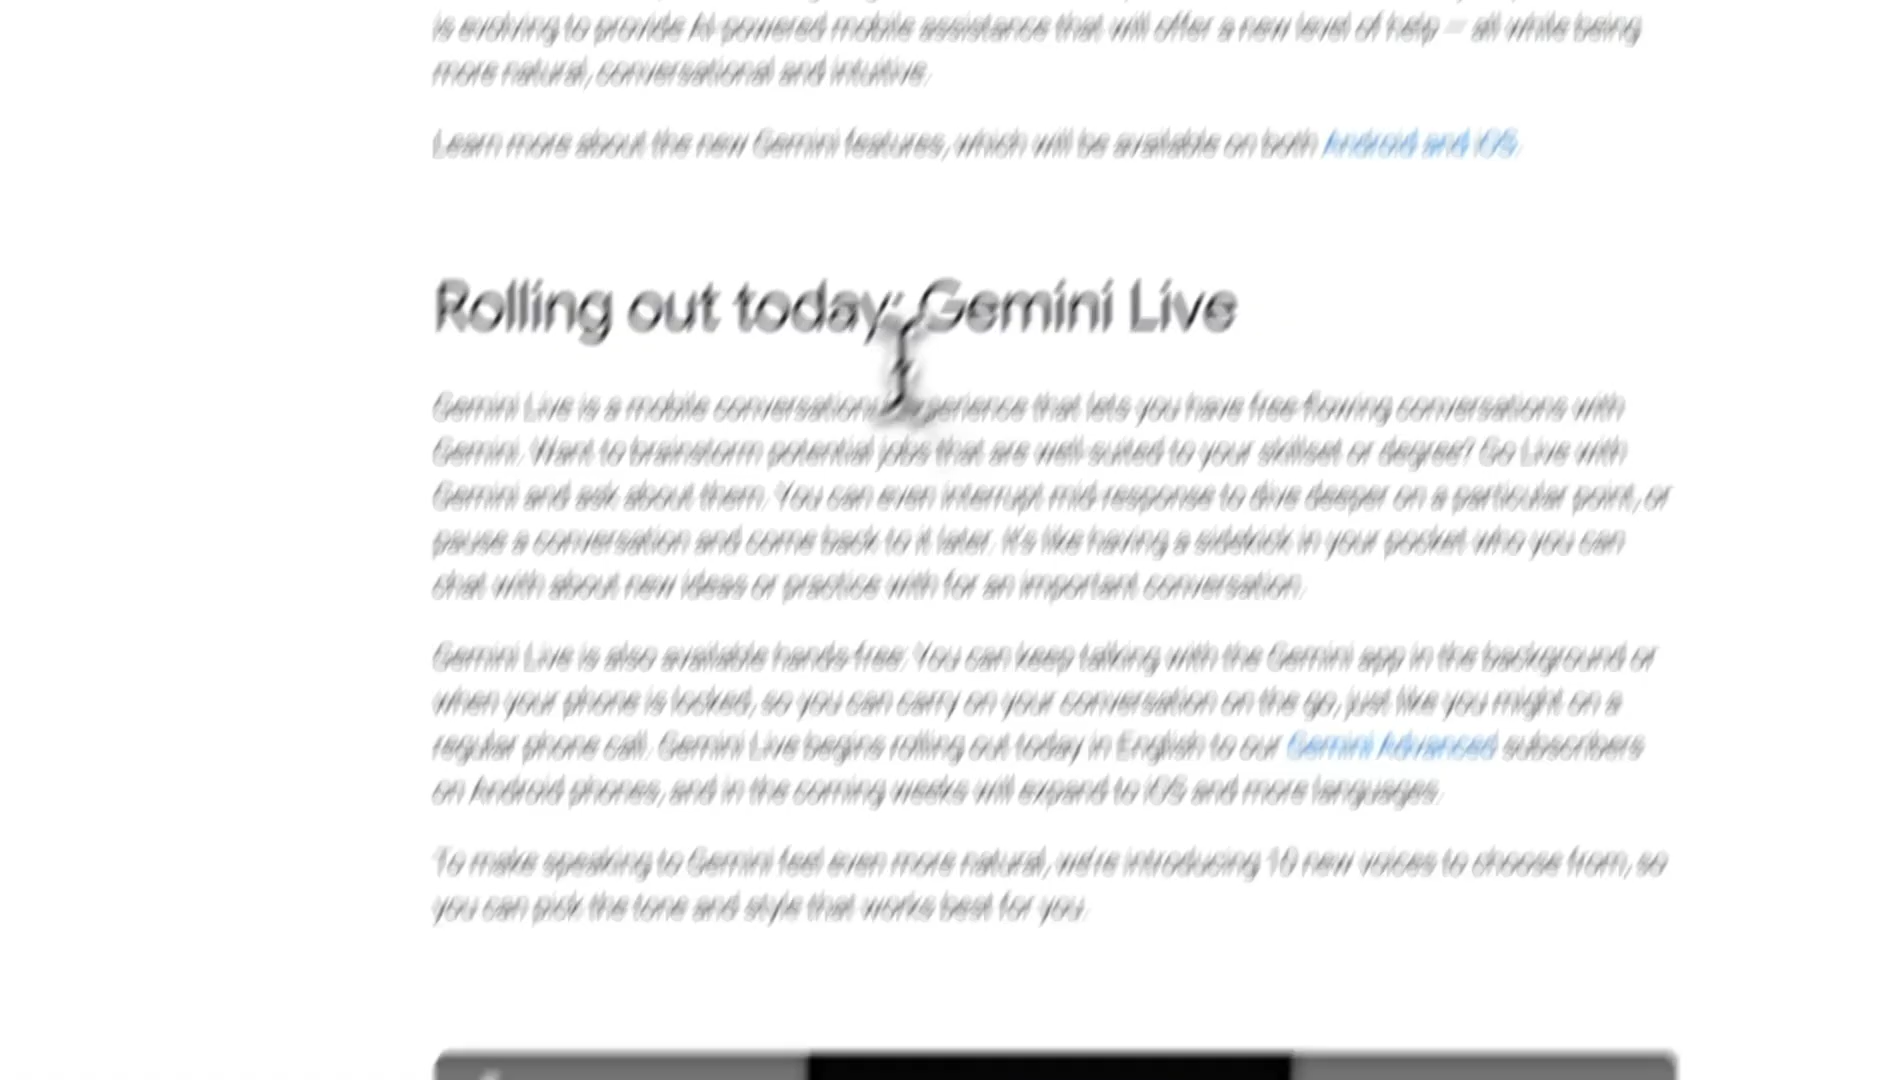 is evolving to provide AI-powered mobile assistance that will offer a new level of help — all while being
more natural, conversational and intuitive.
Learn more about the new Gemini features, which will be available on both Android and iOS.
Rolling out today: Gemini Live
Gemini Live is a mobile conversational experience that lets you have free-flowing conversations with
Gemini. Want to brainstorm potential jobs that are well-suited to your skillset or degree? Go Live with
Gemini and ask about them. You can even interrupt mid-response to dive deeper on a particular point, or
pause a conversation and come back to it later. It's like having a sidekick in your pocket who you can
chat with about new ideas or practice with for an important conversation.
Gemini Live is also available hands-free: You can keep talking with the Gemini app in the background or
when your phone is locked, so you can carry on your conversation on the go, just like you might on a
regular phone call. Gemini Live begins rolling out today in English to our Gemini Advanced subscribers
on Android phones, and in the coming weeks will expand to iOS and more languages.
To make speaking to Gemini feel even more natural, we're introducing 10 new voices to choose from, so
you can pick the tone and style that works best for you.